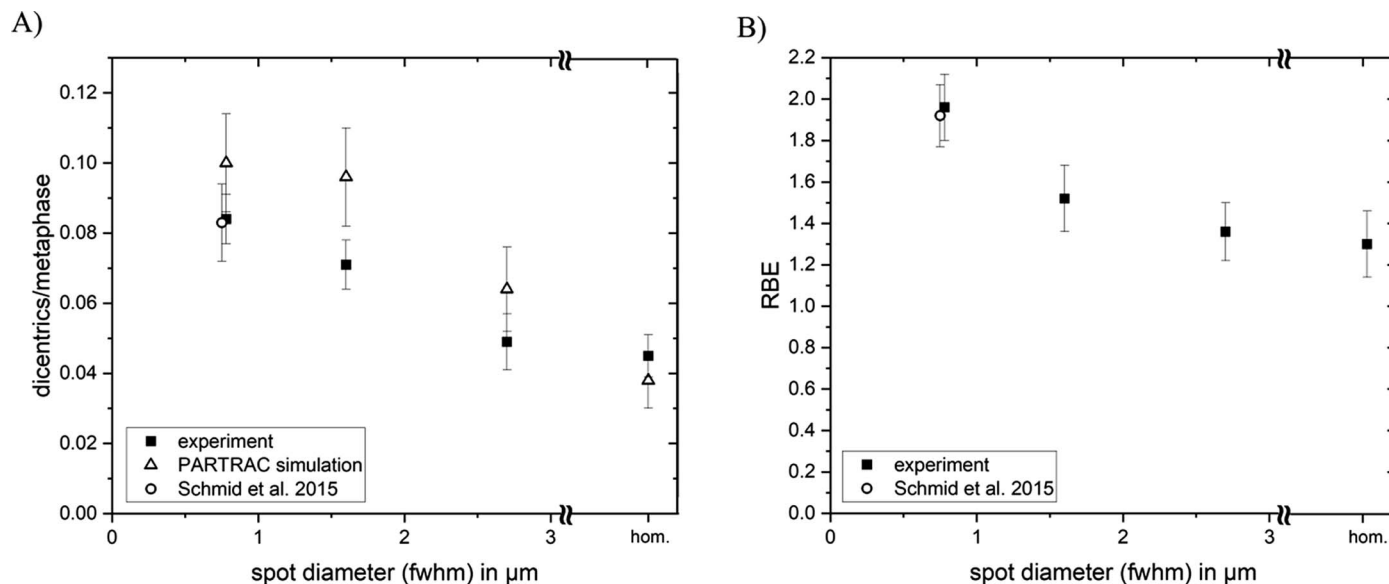 A)
dicentrics/metaphase
0.12
0.10
0.08
0.06
0.04
0.02
0.00
experiment
PARTRAC simulation
Schmid et al. 2015
0 1 2 3 hom.
spot diameter (fwhm) in µm
B)
RBE
2.2
2.0
1.8
1.6
1.4
1.2
1.0
0.8
0.6
0.4
0.2
0.0
experiment
Schmid et al. 2015
0 1 2 3 hom.
spot diameter (fwhm) in µm